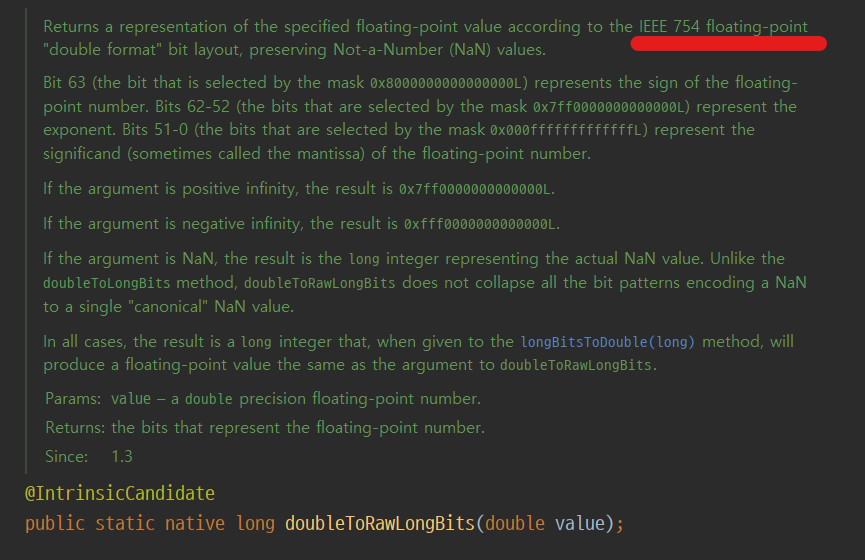 Returns a representation of the specified floating-point value according to the IEEE 754 floating-point
"double format" bit layout, preserving Not-a-Number (NaN) values.
Bit 63 (the bit that is selected by the mask 0x8000000000000000L) represents the sign of the floating-
point number. Bits 62-52 (the bits that are selected by the mask 0x7ff0000000000000L) represent the
exponent. Bits 51-0 (the bits that are selected by the mask 0x000fffffffffffffL) represent the
significand (sometimes called the mantissa) of the floating-point number.
If the argument is positive infinity, the result is 0x7ff0000000000000L.
If the argument is negative infinity, the result is 0xfff0000000000000L.
If the argument is NaN, the result is the long integer representing the actual NaN value. Unlike the
doubleToLongBits method, doubleToRawLongBits does not collapse all the bit patterns encoding a NaN
to a single "canonical" NaN value.
In all cases, the result is a long integer that, when given to the longBitsToDouble(long) method, will
produce a floating-point value the same as the argument to doubleToRawLongBits.
Params: value – a double precision floating-point number.
Returns: the bits that represent the floating-point number.
Since: 1.3
@IntrinsicCandidate
public static native long doubleToRawLongBits(double value);